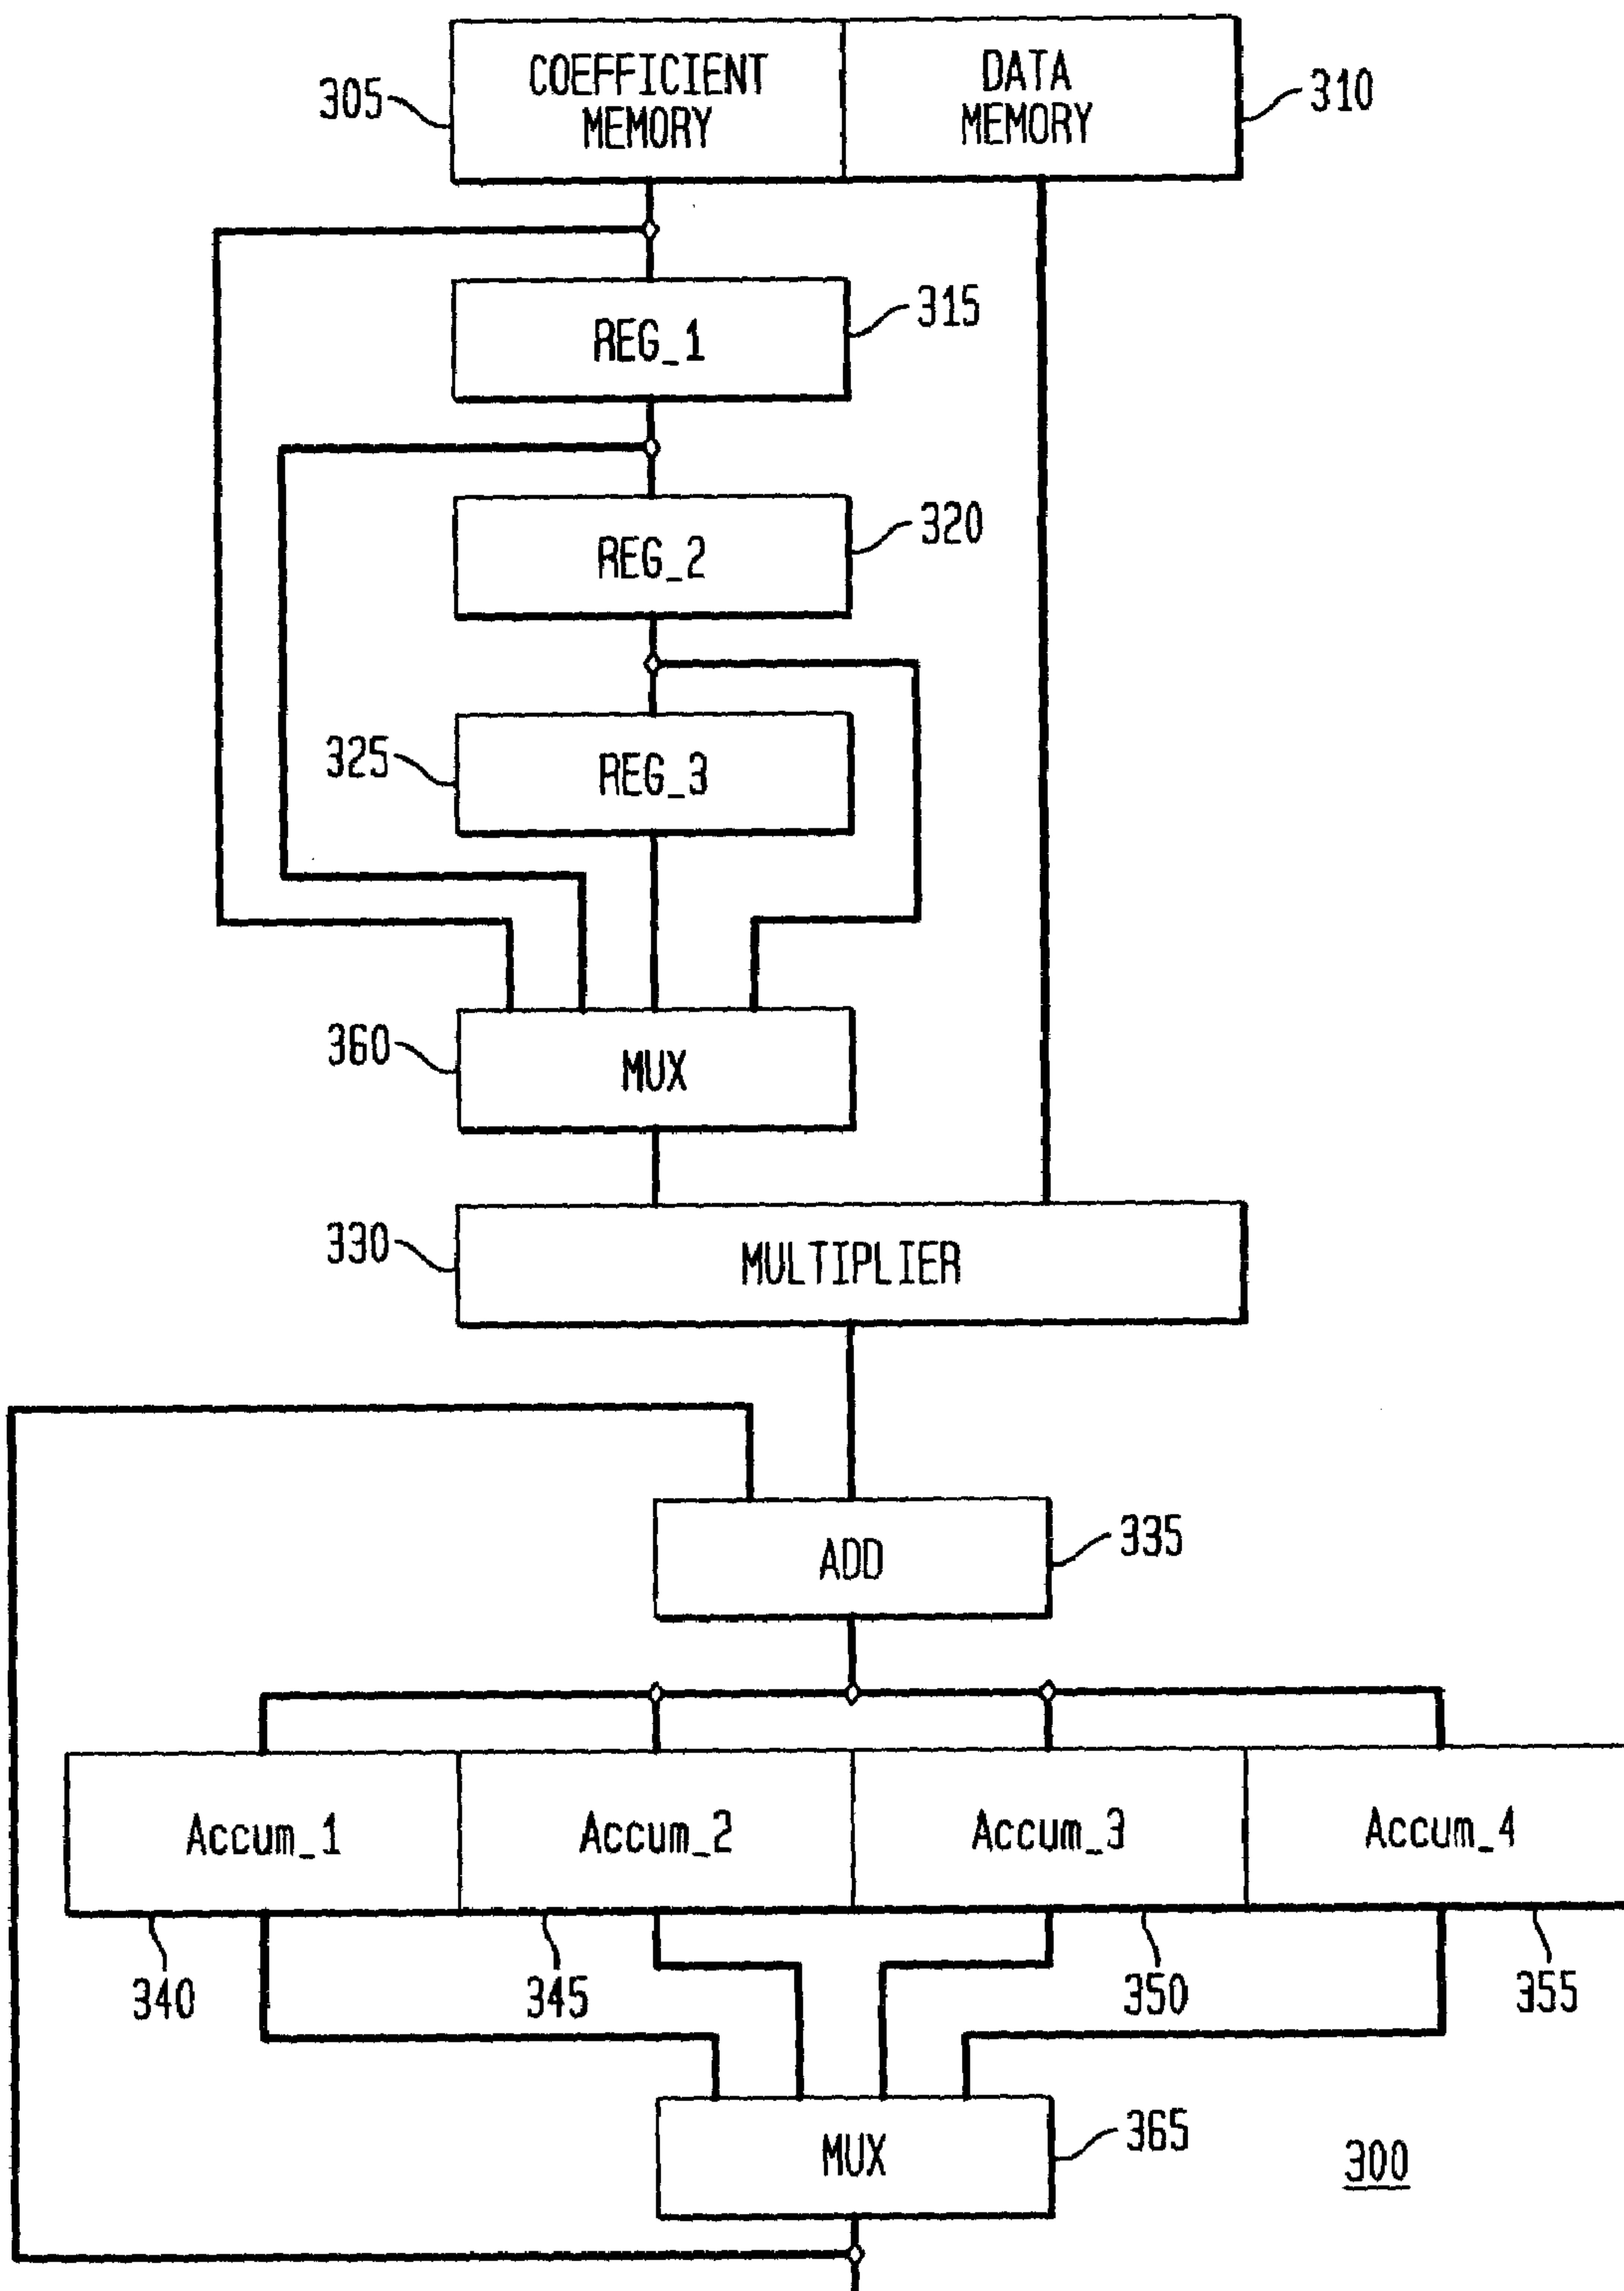 COEFFICIENT
MEMORY
DATA
MEMORY
305
310
REG_1
315
REG_2
320
325
REG_3
360
MUX
330
MULTIPLIER
ADD
335
Accum_1
Accum_2
Accum_3
Accum_4
340
345
350
355
MUX
365
300